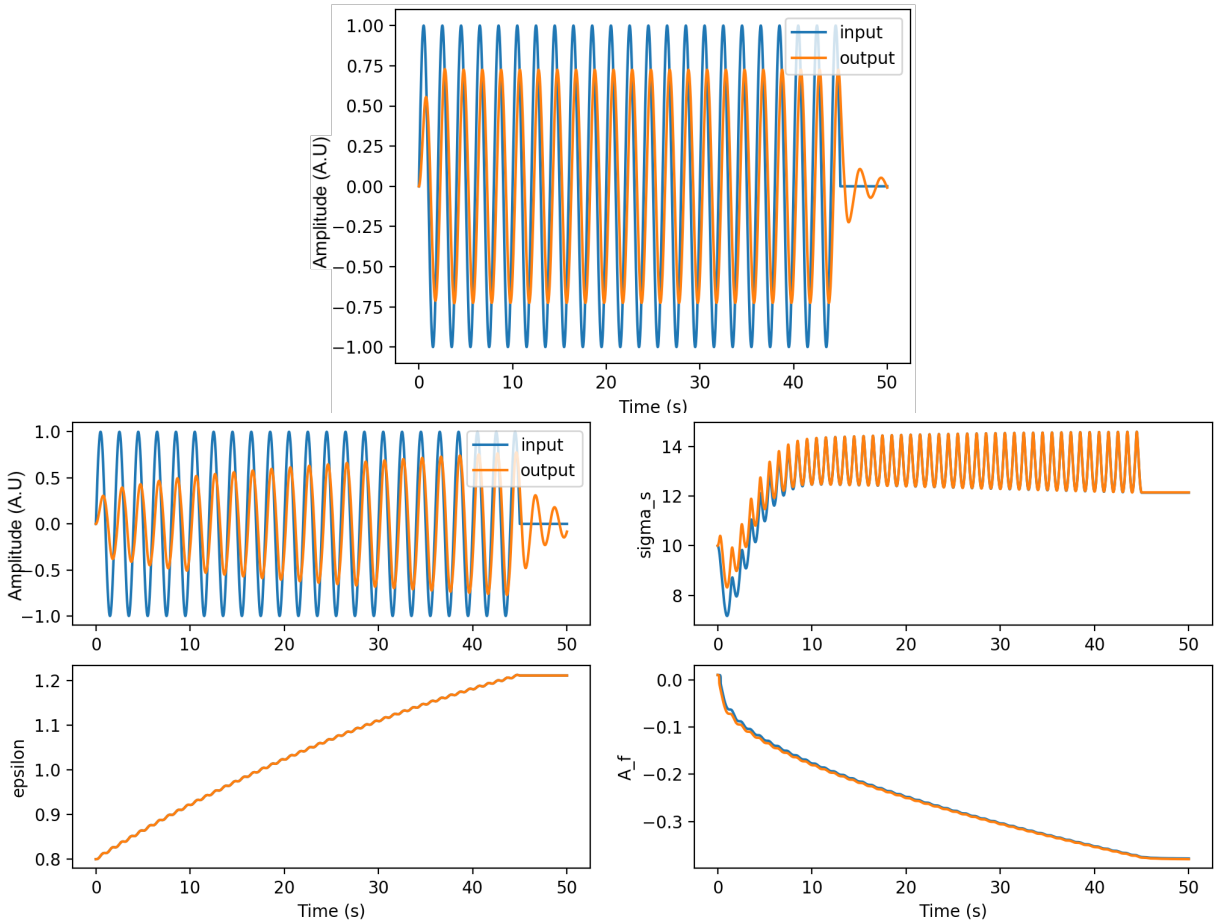 1.00
0.75
0.50
0.25
0.00
−0.25
−0.50
−0.75
−1.00
Amplitude (A.U)
input
output
0 10 20 30 40 50
Time (s)
1.0
0.5
0.0
−0.5
−1.0
Amplitude (A.U)
input
output
0 10 20 30 40 50
14
12
10
8
sigma_s
0 10 20 30 40 50
1.2
1.1
1.0
0.9
0.8
epsilon
0 10 20 30 40 50
Time (s)
0.0
−0.1
−0.2
−0.3
A_f
0 10 20 30 40 50
Time (s)